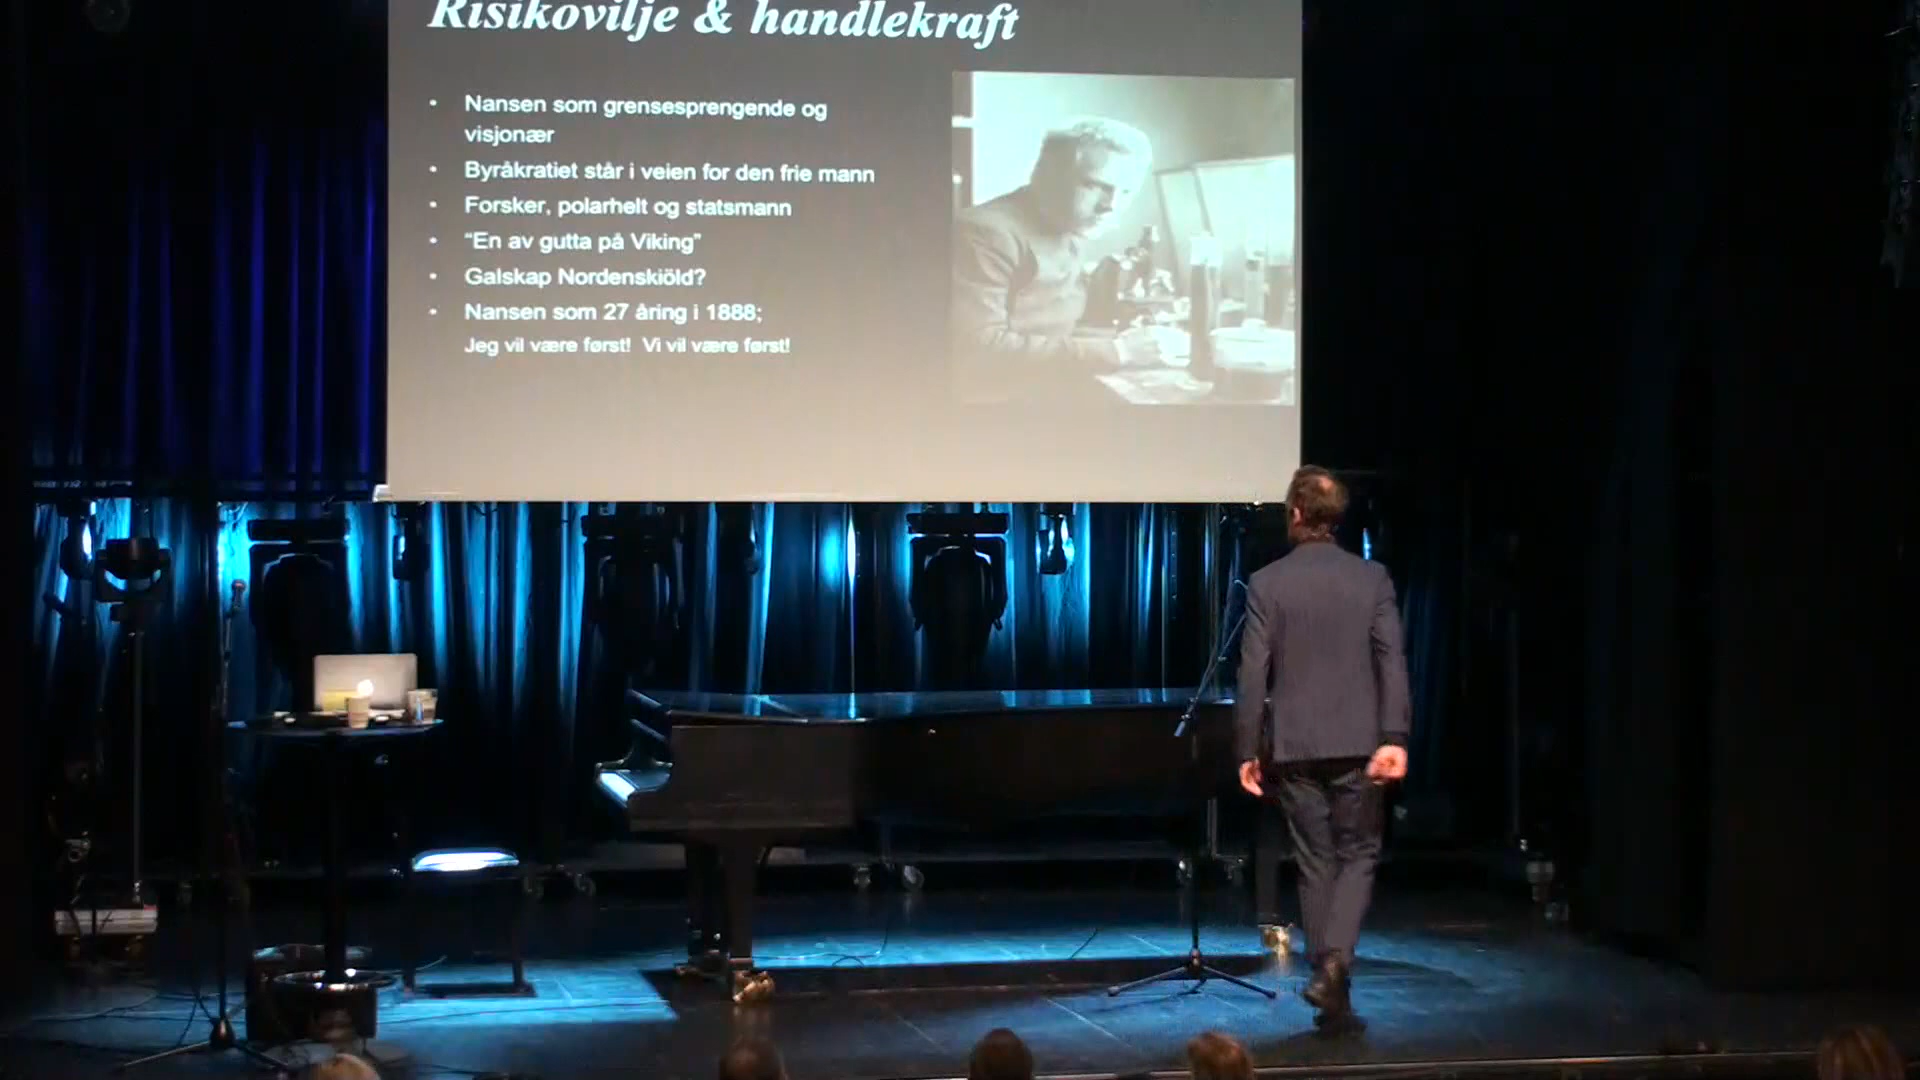 Risikovilje & handlekraft
• Nansen som grensesprengende og
visjonær
• Byråkratiet står i veien for den frie mann
• Forsker, polarhelt og statsmann
• “En av gutta på Viking”
• Galskap Nordenskiöld?
• Nansen som 27 åring i 1888;
Jeg vil være først!  Vi vil være først!